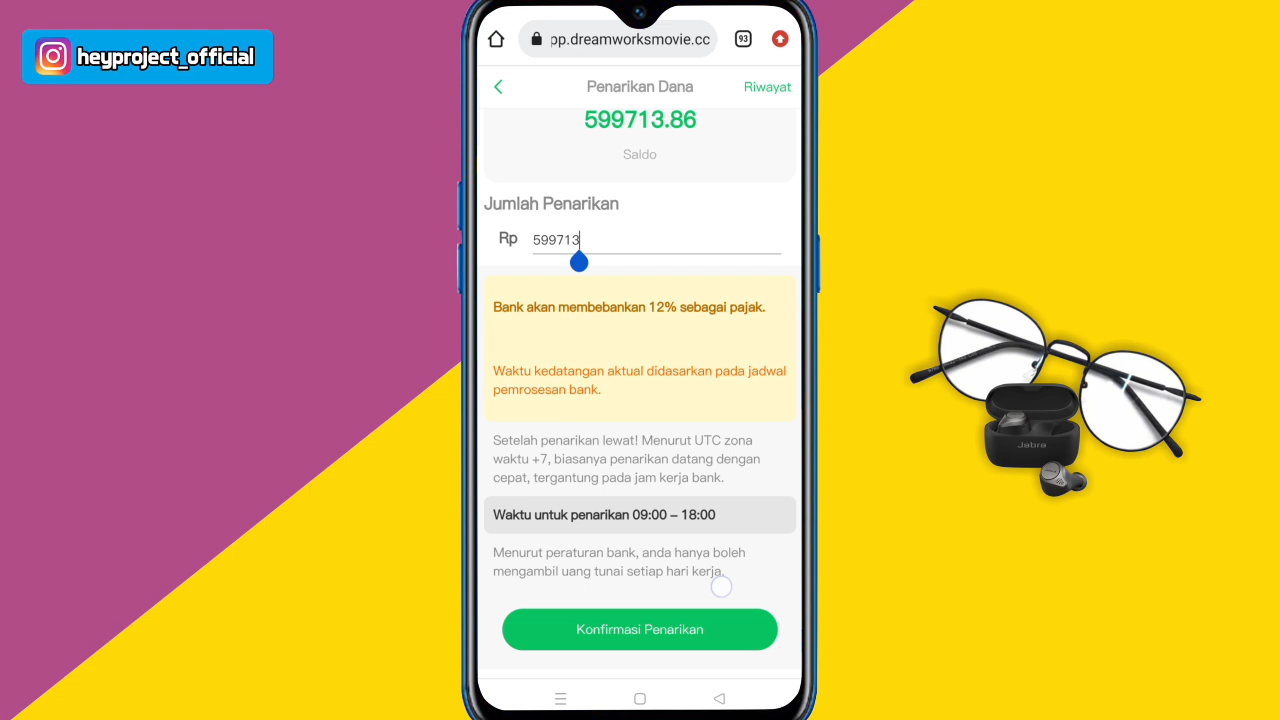 heyproject_official
pp.dreamworksmovie.cc
93
Penarikan Dana
Riwayat
599713.86
Saldo
Jumlah Penarikan
Rp 599713
Bank akan membebankan 12% sebagai pajak.
Waktu kedatangan aktual didasarkan pada jadwal
pemrosesan bank.
Setelah penarikan lewat! Menurut UTC zona
waktu +7, biasanya penarikan datang dengan
cepat, tergantung pada jam kerja bank.
Waktu untuk penarikan 09:00 – 18:00
Menurut peraturan bank, anda hanya boleh
mengambil uang tunai setiap hari kerja.
Konfirmasi Penarikan
Jabra